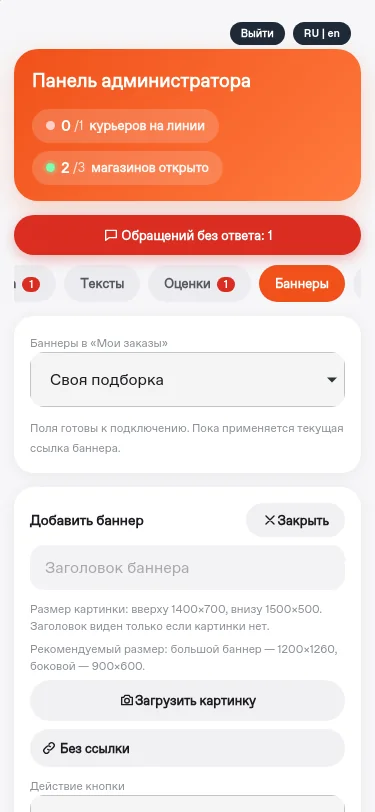 Выйти
RU | en
Панель администратора
0 /1 курьеров на линии
2 /3 магазинов открыто
Обращений без ответа: 1
1
Тексты
Оценки 1
Баннеры
Баннеры в «Мои заказы»
Своя подборка
Поля готовы к подключению. Пока применяется текущая
ссылка баннера.
Добавить баннер
Закрыть
Заголовок баннера
Размер картинки: вверху 1400×700, внизу 1500×500.
Заголовок виден только если картинки нет.
Рекомендуемый размер: большой баннер — 1200×1260,
боковой — 900×600.
Загрузить картинку
Без ссылки
Действие кнопки